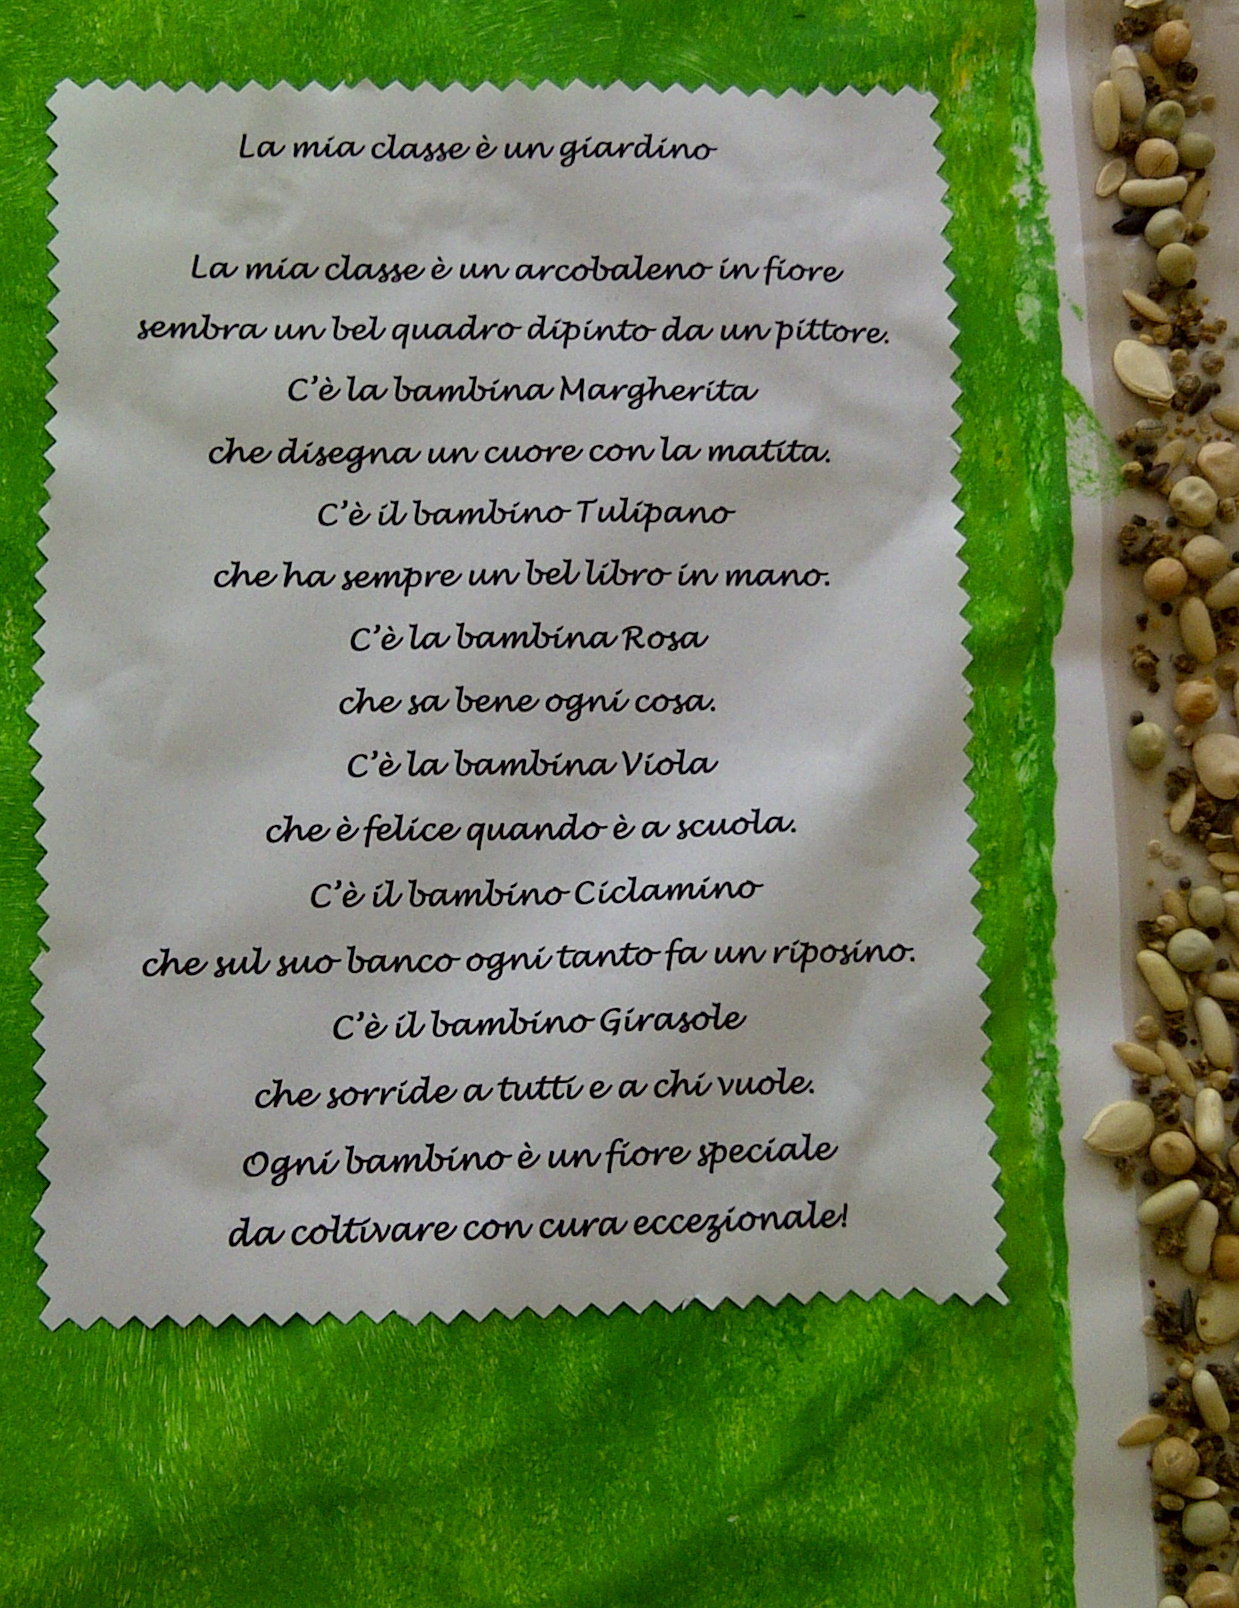 La mia classe è un giardino
La mia classe è un arcobaleno in fiore
sembra un bel quadro dipinto da un pittore.
C'è la bambina Margherita
che disegna un cuore con la matita.
C'è il bambino Tulipano
che ha sempre un bel libro in mano.
C'è la bambina Rosa
che sa bene ogni cosa.
C'è la bambina Viola
che è felice quando è a scuola.
C'è il bambino Ciclamino
che sul suo banco ogni tanto fa un riposino.
C'è il bambino Girasole
che sorride a tutti e a chi vuole.
Ogni bambino è un fiore speciale
da coltivare con cura eccezionale!